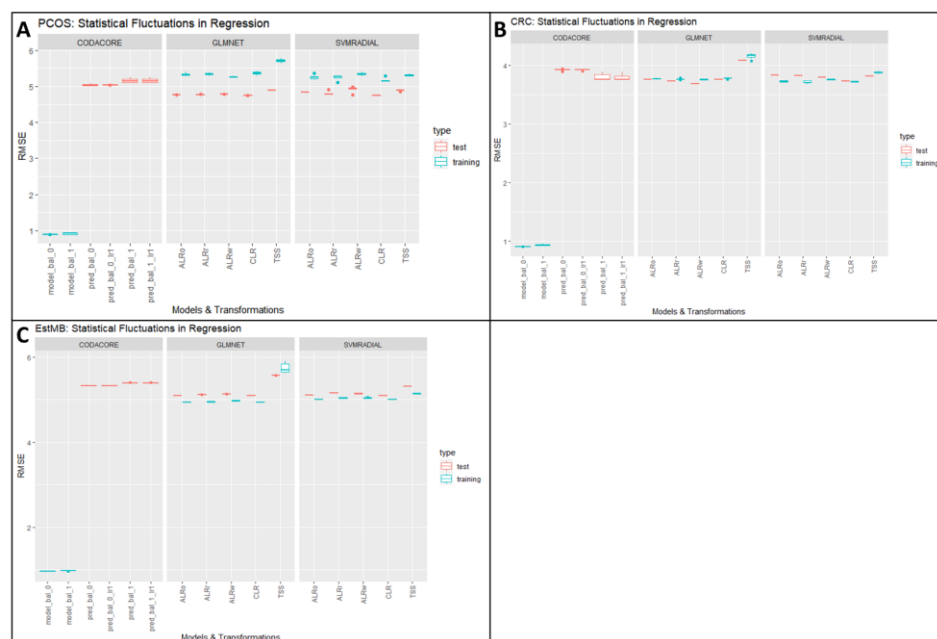 A PCOS: Statistical Fluctuations in Regression
CODACORE GLMNET SVMRADIAL
6
5
4
3
2
1
RMSE
model_bal_0
model_bal_1
pred_bal_0
pred_bal_0_lr1
pred_bal_1
pred_bal_1_lr1
ALRo
ALRr
ALRw
CLR
TSS
ALRo
ALRr
ALRw
CLR
TSS
Models & Transformations
type
test
training
B CRC: Statistical Fluctuations in Regression
CODACORE GLMNET SVMRADIAL
4
3
2
1
RMSE
model_bal_0
model_bal_1
pred_bal_0
pred_bal_0_lr1
pred_bal_1
pred_bal_1_lr1
ALRo
ALRr
ALRw
CLR
TSS
ALRo
ALRr
ALRw
CLR
TSS
Models & Transformations
type
test
training
C EstMB: Statistical Fluctuations in Regression
CODACORE GLMNET SVMRADIAL
6
4
2
RMSE
model_bal_0
model_bal_1
pred_bal_0
pred_bal_0_lr1
pred_bal_1
pred_bal_1_lr1
ALRo
ALRr
ALRw
CLR
TSS
ALRo
ALRr
ALRw
CLR
TSS
Models & Transformations
type
test
training